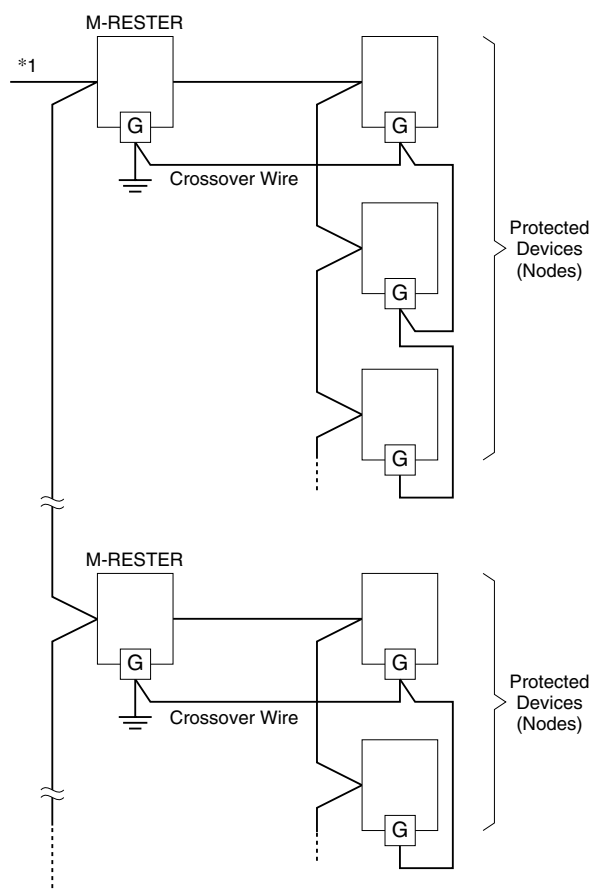 M-RESTER
*1
G
G
Crossover Wire
G
Protected
Devices
(Nodes)
G
M-RESTER
G
G
Crossover Wire
Protected
Devices
(Nodes)
G